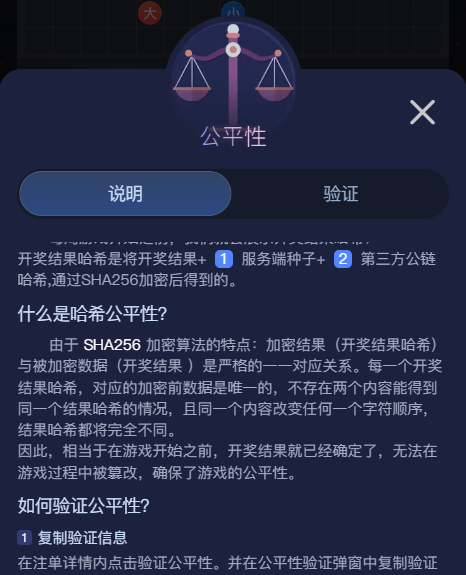 大
小
公平性
说明
验证
开奖结果哈希是将开奖结果+ 1 服务端种子+ 2 第三方公链
哈希,通过SHA256加密后得到的。
什么是哈希公平性?
由于 SHA256 加密算法的特点：加密结果（开奖结果哈希）
与被加密数据（开奖结果 ）是严格的一一对应关系。每一个开奖
结果哈希，对应的加密前数据是唯一的，不存在两个内容能得到
同一个结果哈希的情况，且同一个内容改变任何一个字符顺序，
结果哈希都将完全不同。
因此，相当于在游戏开始之前，开奖结果就已经确定了，无法在
游戏过程中被篡改，确保了游戏的公平性。
如何验证公平性?
1 复制验证信息
在注单详情内点击验证公平性。并在公平性验证弹窗中复制验证